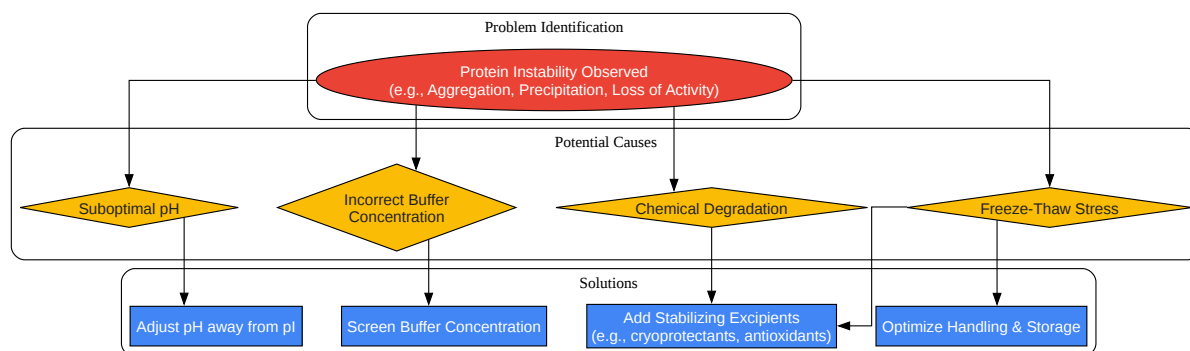 Problem Identification
Protein Instability Observed
(e.g., Aggregation, Precipitation, Loss of Activity)
Potential Causes
Suboptimal pH
Incorrect Buffer
Concentration
Chemical Degradation
Freeze-Thaw Stress
Solutions
Adjust pH away from pI
Screen Buffer Concentration
Add Stabilizing Excipients
(e.g., cryoprotectants, antioxidants)
Optimize Handling & Storage